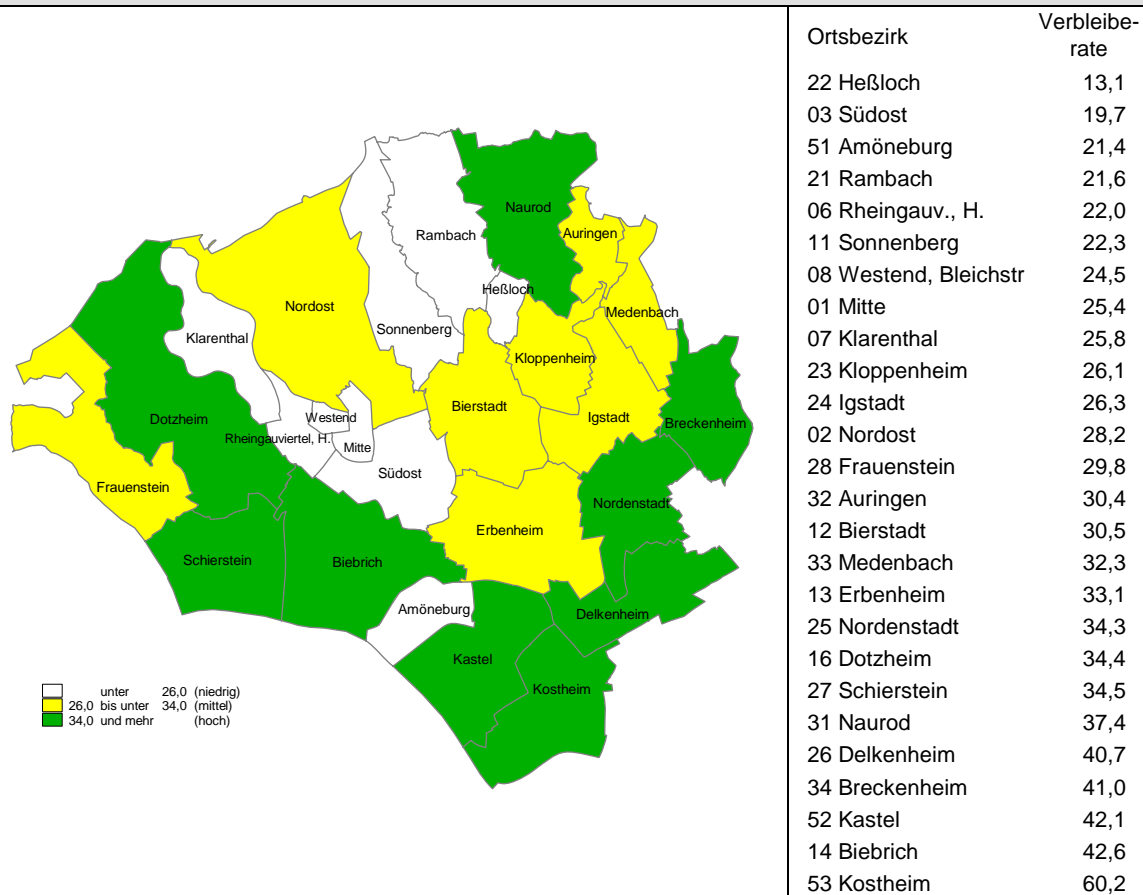 Naurod
Auringen
Rambach
Heßloch
Nordost
Medenbach
Sonnenberg
Klarenthal
Kloppenheim
Bierstadt
Igstadt
Westend
Dotzheim
Breckenheim
Rheingauviertel, H.
Mitte
Südost
Frauenstein
Nordenstadt
Erbenheim
Schierstein
Biebrich
Amöneburg
Delkenheim
Kastel
Kostheim
unter 26,0 (niedrig)
26,0 bis unter 34,0 (mittel)
34,0 und mehr (hoch)
Ortsbezirk Verbleibe-
rate
22 Heßloch 13,1
03 Südost 19,7
51 Amöneburg 21,4
21 Rambach 21,6
06 Rheingauv., H. 22,0
11 Sonnenberg 22,3
08 Westend, Bleichstr 24,5
01 Mitte 25,4
07 Klarenthal 25,8
23 Kloppenheim 26,1
24 Igstadt 26,3
02 Nordost 28,2
28 Frauenstein 29,8
32 Auringen 30,4
12 Bierstadt 30,5
33 Medenbach 32,3
13 Erbenheim 33,1
25 Nordenstadt 34,3
16 Dotzheim 34,4
27 Schierstein 34,5
31 Naurod 37,4
26 Delkenheim 40,7
34 Breckenheim 41,0
52 Kastel 42,1
14 Biebrich 42,6
53 Kostheim 60,2